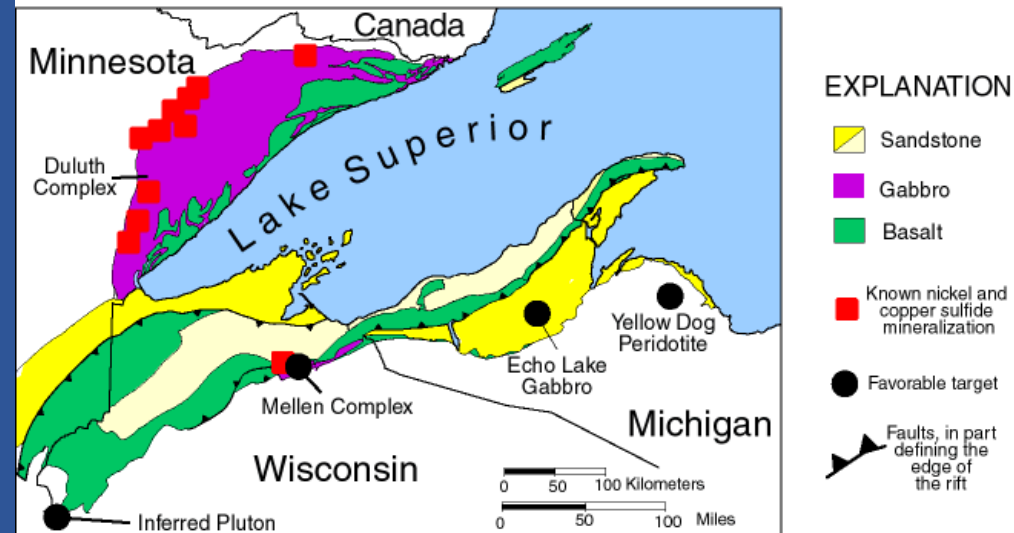 Canada
Minnesota
Duluth
Complex
Lake Superior
Yellow Dog
Peridotite
Echo Lake
Gabbro
Mellen Complex
Michigan
Wisconsin
0 50 100 Kilometers
0 50 100 Miles
Inferred Pluton
EXPLANATION
Sandstone
Gabbro
Basalt
Known nickel and
copper sulfide
mineralization
Favorable target
Faults, in part
defining the
edge of
the rift